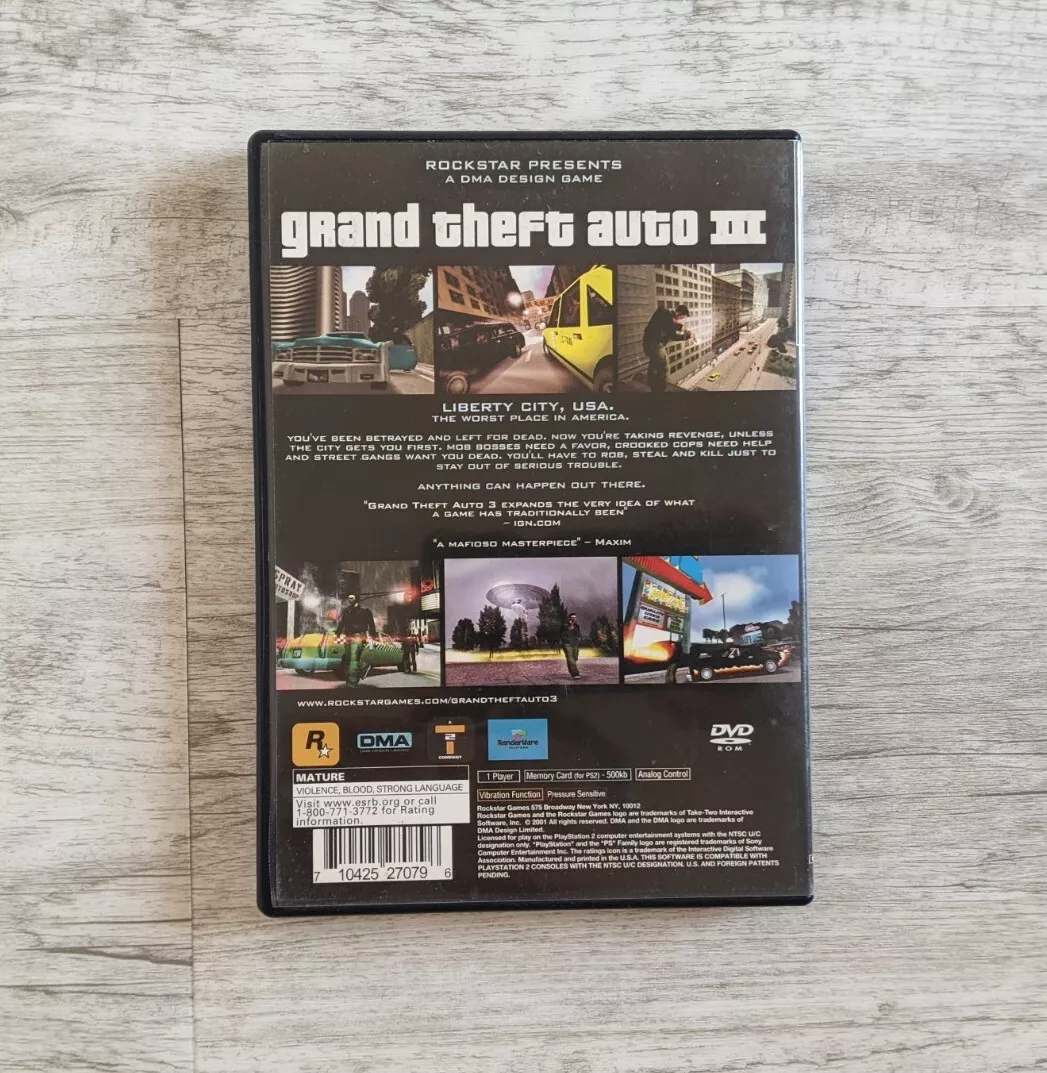 ROCKSTAR PRESENTS
A DMA DESIGN GAME
grand theft auto III
LIBERTY CITY, USA.
THE WORST PLACE IN AMERICA.
YOU'VE BEEN BETRAYED AND LEFT FOR DEAD. NOW YOU'RE TAKING REVENGE, UNLESS
THE CITY GETS YOU FIRST. MOB BOSSES NEED A FAVOR, CROOKED COPS NEED HELP
AND STREET GANGS WANT YOU DEAD. YOU'LL HAVE TO ROB, STEAL AND KILL JUST TO
STAY OUT OF SERIOUS TROUBLE.
ANYTHING CAN HAPPEN OUT THERE.
"GRAND THEFT AUTO 3 EXPANDS THE VERY IDEA OF WHAT
A GAME HAS TRADITIONALLY BEEN"
– IGN.COM
"A MAFIOSO MASTERPIECE" – MAXIM
SPRAY
WWW.ROCKSTARGAMES.COM/GRANDTHEFTAUTO3
R
DMA
T2
COMPANY
RenderWare
DVD
ROM
MATURE
VIOLENCE, BLOOD, STRONG LANGUAGE
Visit www.esrb.org or call
1-800-771-3772 for Rating
information.
7 10425 27079 6
1 Player
Memory Card (for PS2) - 500kb
Analog Control
Vibration Function
Pressure Sensitive
Rockstar Games 575 Broadway New York NY, 10012
Rockstar Games and the Rockstar Games logo are trademarks of Take-Two Interactive
Software, Inc. © 2001 All rights reserved. DMA and the DMA logo are trademarks of
DMA Design Limited.
Licensed for play on the PlayStation 2 computer entertainment systems with the NTSC U/C
designation only. "PlayStation" and the "PS" Family logo are registered trademarks of Sony
Computer Entertainment Inc. The ratings icon is a trademark of the Interactive Digital Software
Association. Manufactured and printed in the U.S.A. THIS SOFTWARE IS COMPATIBLE WITH
PLAYSTATION 2 CONSOLES WITH THE NTSC U/C DESIGNATION. U.S. AND FOREIGN PATENTS
PENDING.